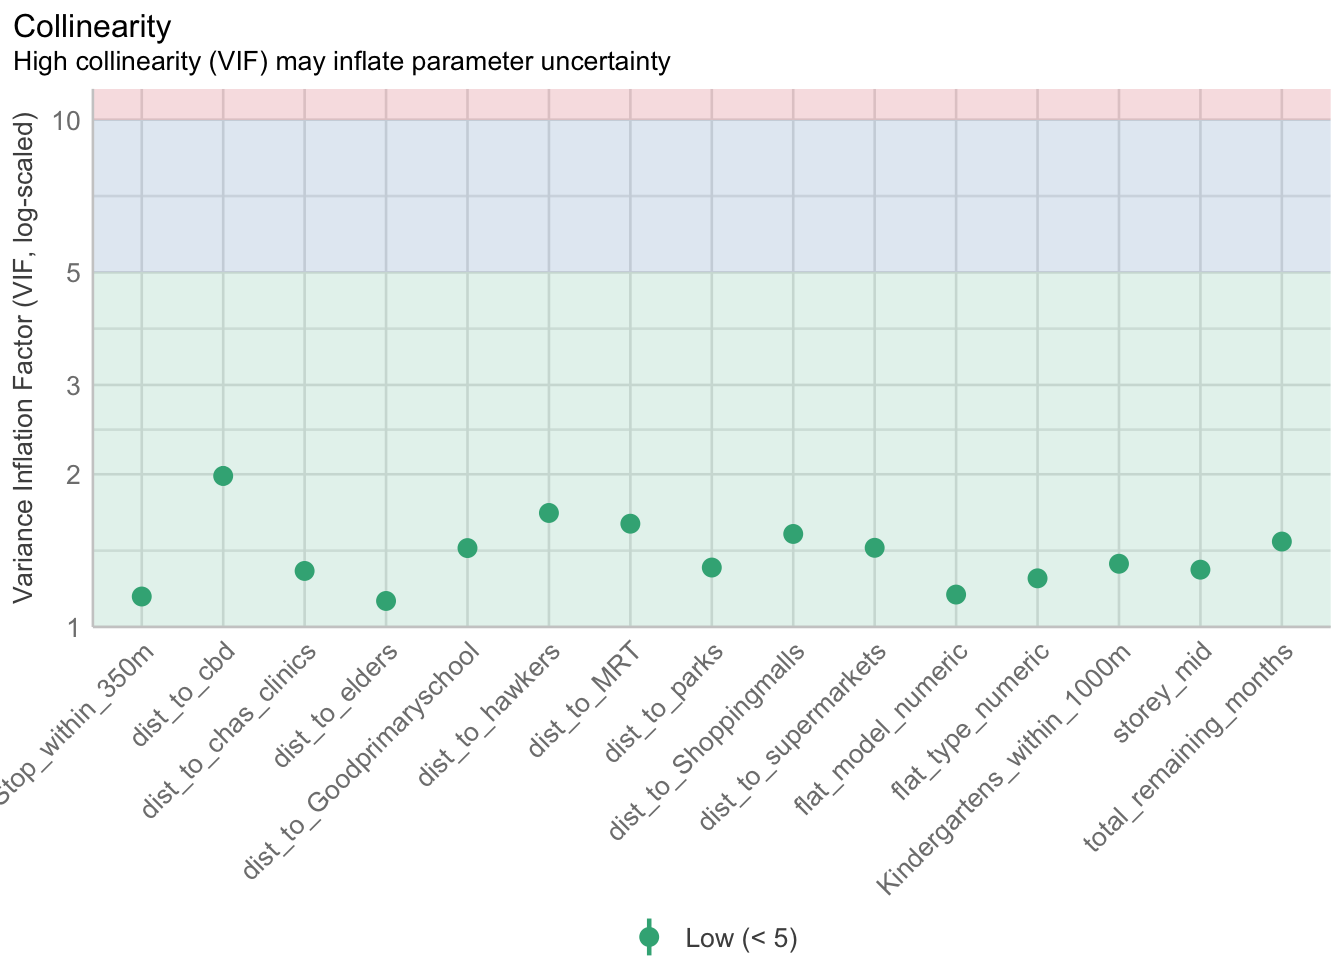 Collinearity
High collinearity (VIF) may inflate parameter uncertainty
Variance Inflation Factor (VIF, log-scaled)
10
5
3
2
1
Stop_within_350m
dist_to_cbd
dist_to_chas_clinics
dist_to_elders
dist_to_Goodprimaryschool
dist_to_hawkers
dist_to_MRT
dist_to_parks
dist_to_Shoppingmalls
dist_to_supermarkets
flat_model_numeric
flat_type_numeric
Kindergartens_within_1000m
storey_mid
total_remaining_months
Low (< 5)